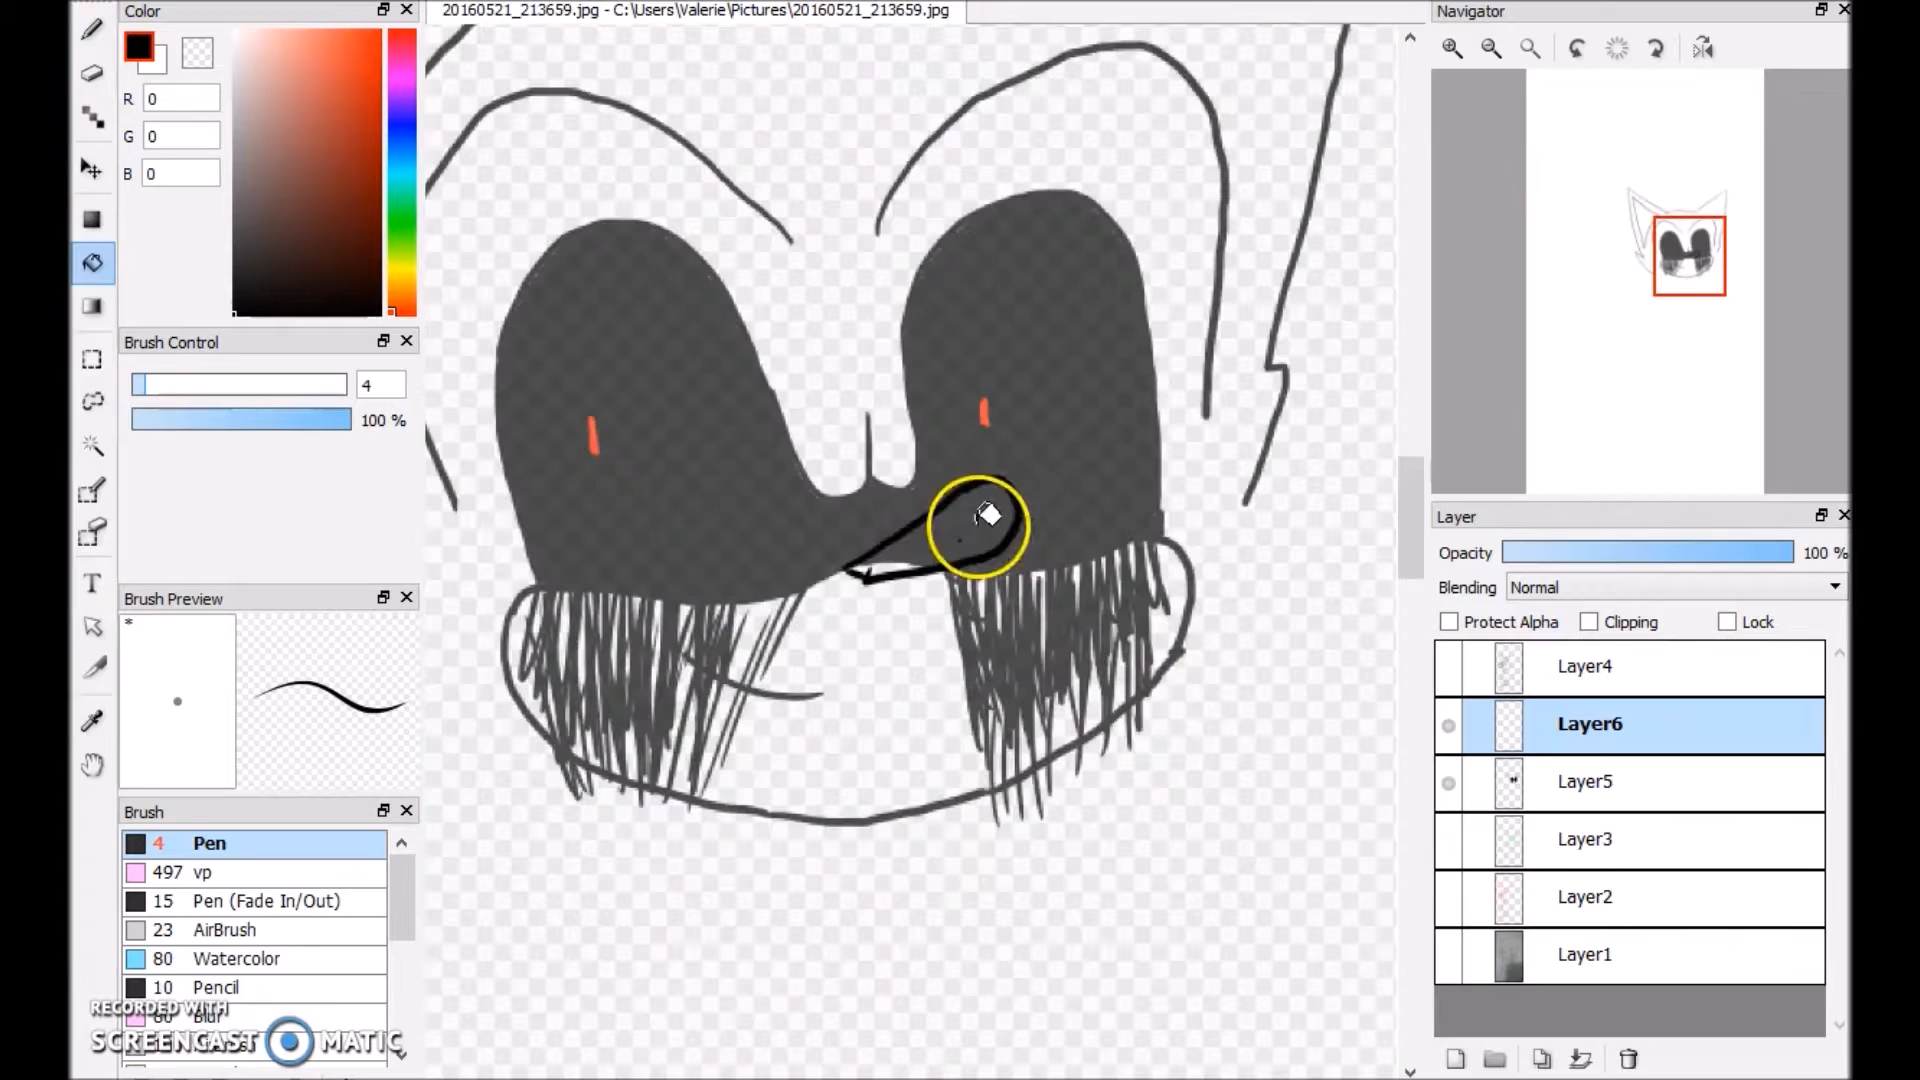 Color
20160521_213659.jpg - C:\Users\Valerie\Pictures\20160521_213659.jpg
Navigator
R 0
G 0
B 0
Brush Control
4
100 %
Brush Preview
*
Brush
4 Pen
497 vp
15 Pen (Fade In/Out)
23 AirBrush
80 Watercolor
10 Pencil
Blur
RECORDED WITH
SCREENCAST MATIC
T
Layer
Opacity 100 %
Blending Normal
Protect Alpha Clipping Lock
Layer4
Layer6
Layer5
Layer3
Layer2
Layer1